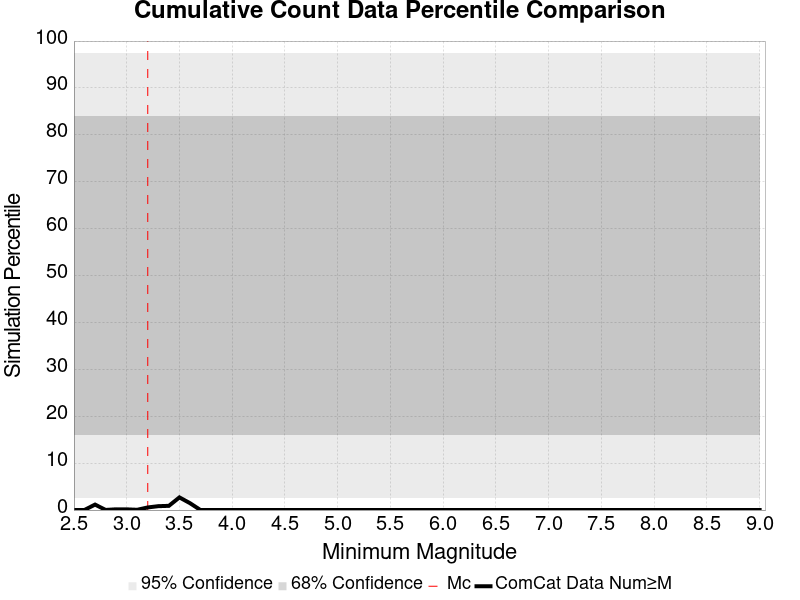 Cumulative Count Data Percentile Comparison
Simulation Percentile
100
90
80
70
60
50
40
30
20
10
0
2.5 3.0 3.5 4.0 4.5 5.0 5.5 6.0 6.5 7.0 7.5 8.0 8.5 9.0
Minimum Magnitude
95% Confidence 68% Confidence Mc ComCat Data Num≥M